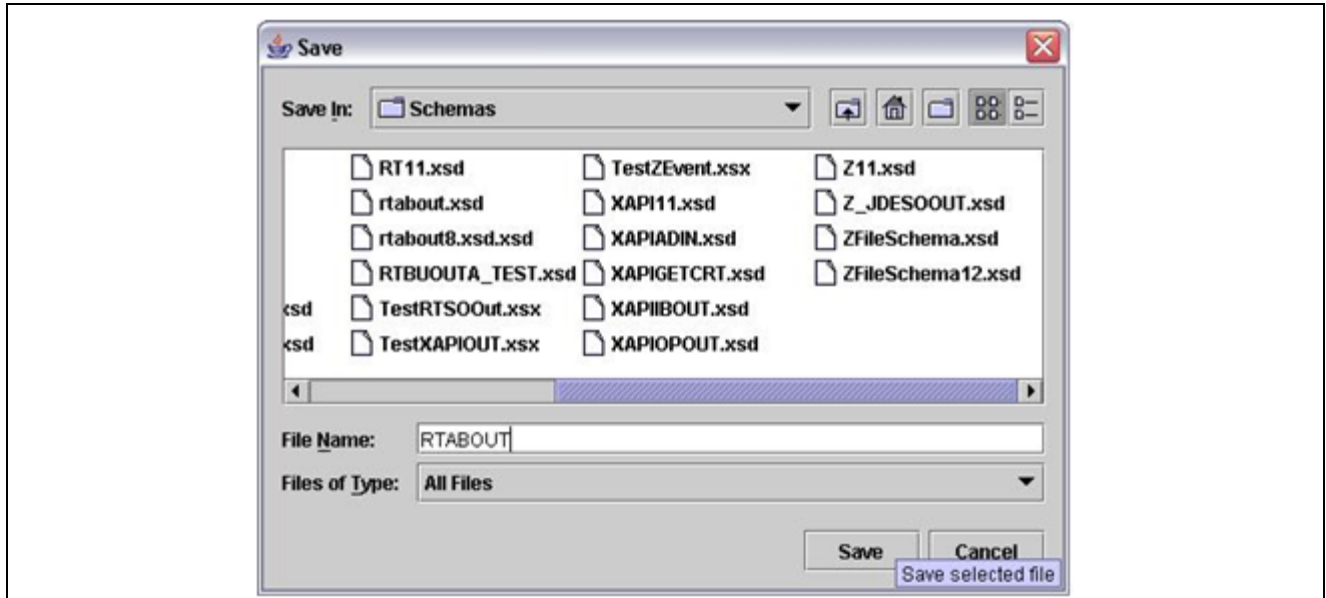 Save
Save In: Schemas
RT11.xsd TestZEvent.xsx Z11.xsd
rtabout.xsd XAPI11.xsd Z_JDESOOUT.xsd
rtabout8.xsd.xsd XAPIADIN.xsd ZFileSchema.xsd
RTBUOUTA_TEST.xsd XAPIGETCRT.xsd ZFileSchema12.xsd
xsd TestRTSOOut.xsx XAPIIBOUT.xsd
xsd TestXAPIOUT.xsx XAPIOPOUT.xsd
File Name: RTABOUT
Files of Type: All Files
Save Cancel
Save selected file